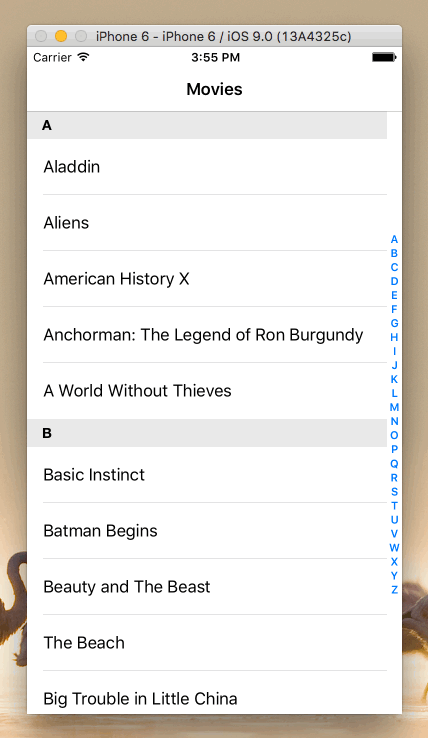 iPhone 6 - iPhone 6 / iOS 9.0 (13A4325c)
Carrier 3:55 PM
Movies
A
Aladdin
Aliens
American History X
Anchorman: The Legend of Ron Burgundy
A World Without Thieves
B
Basic Instinct
Batman Begins
Beauty and The Beast
The Beach
Big Trouble in Little China
A
B
C
D
E
F
G
H
I
J
K
L
M
N
O
P
Q
R
S
T
U
V
W
X
Y
Z